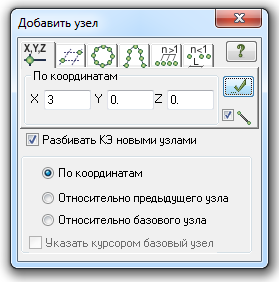 Добавить узел
X,Y,Z n>1 n<1 L ?
По координатам
X 3 Y 0. Z 0.
Разбивать КЭ новыми узлами
По координатам
Относительно предыдущего узла
Относительно базового узла
Указать курсором базовый узел